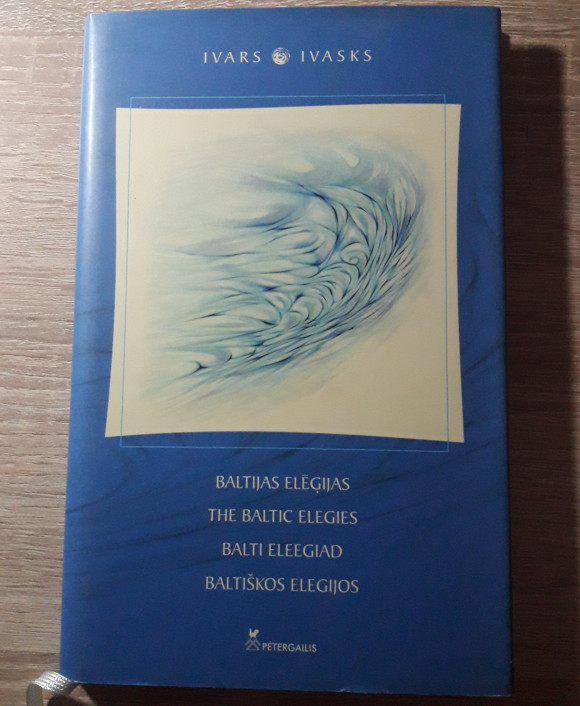 IVARS IVASKS
BALTIJAS ELĒĢIJAS
THE BALTIC ELEGIES
BALTI ELEEGIAD
BALTIŠKOS ELEGIJOS
PETERGAILIS